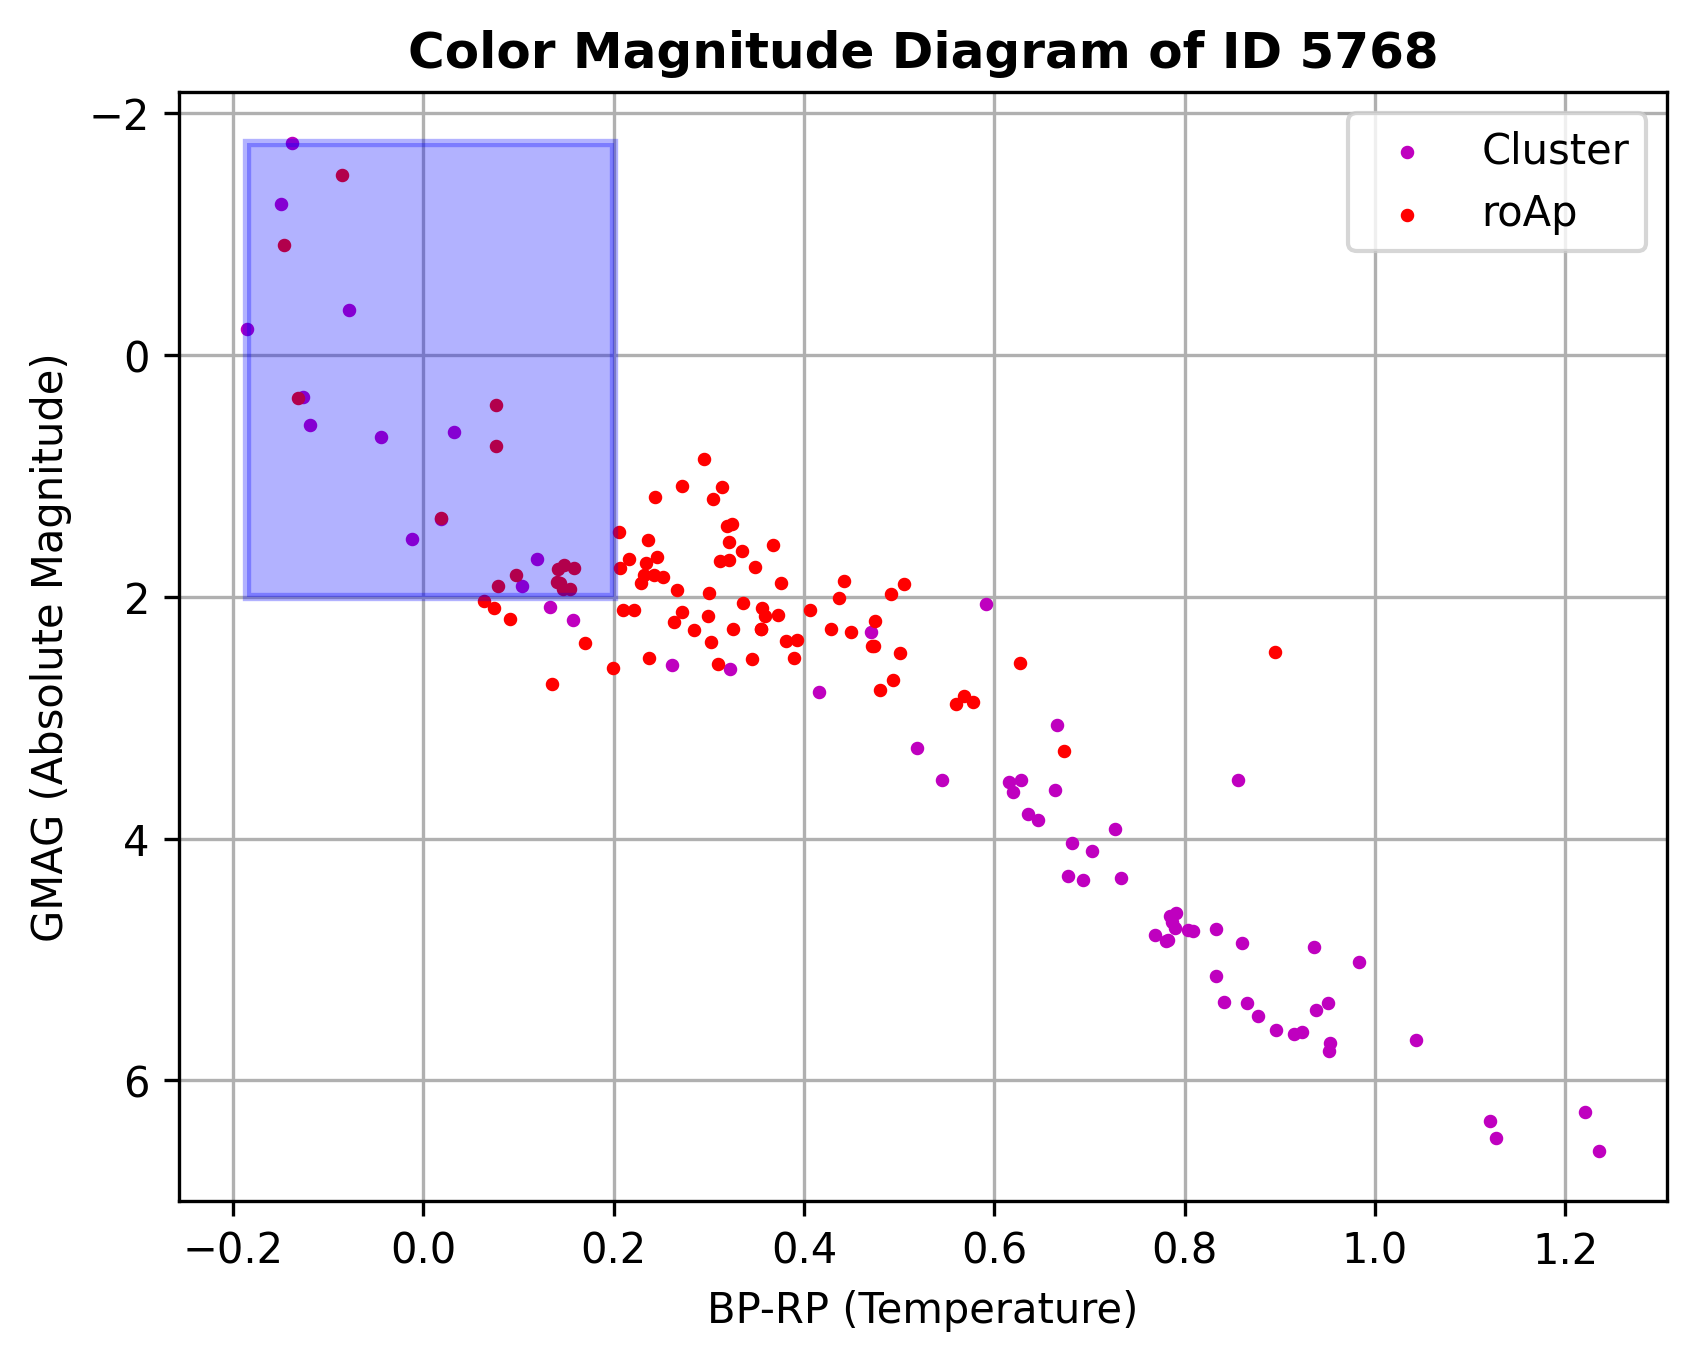 Color Magnitude Diagram of ID 5768
Cluster
roAp
GMAG (Absolute Magnitude)
−2
0
2
4
6
−0.2 0.0 0.2 0.4 0.6 0.8 1.0 1.2
BP-RP (Temperature)